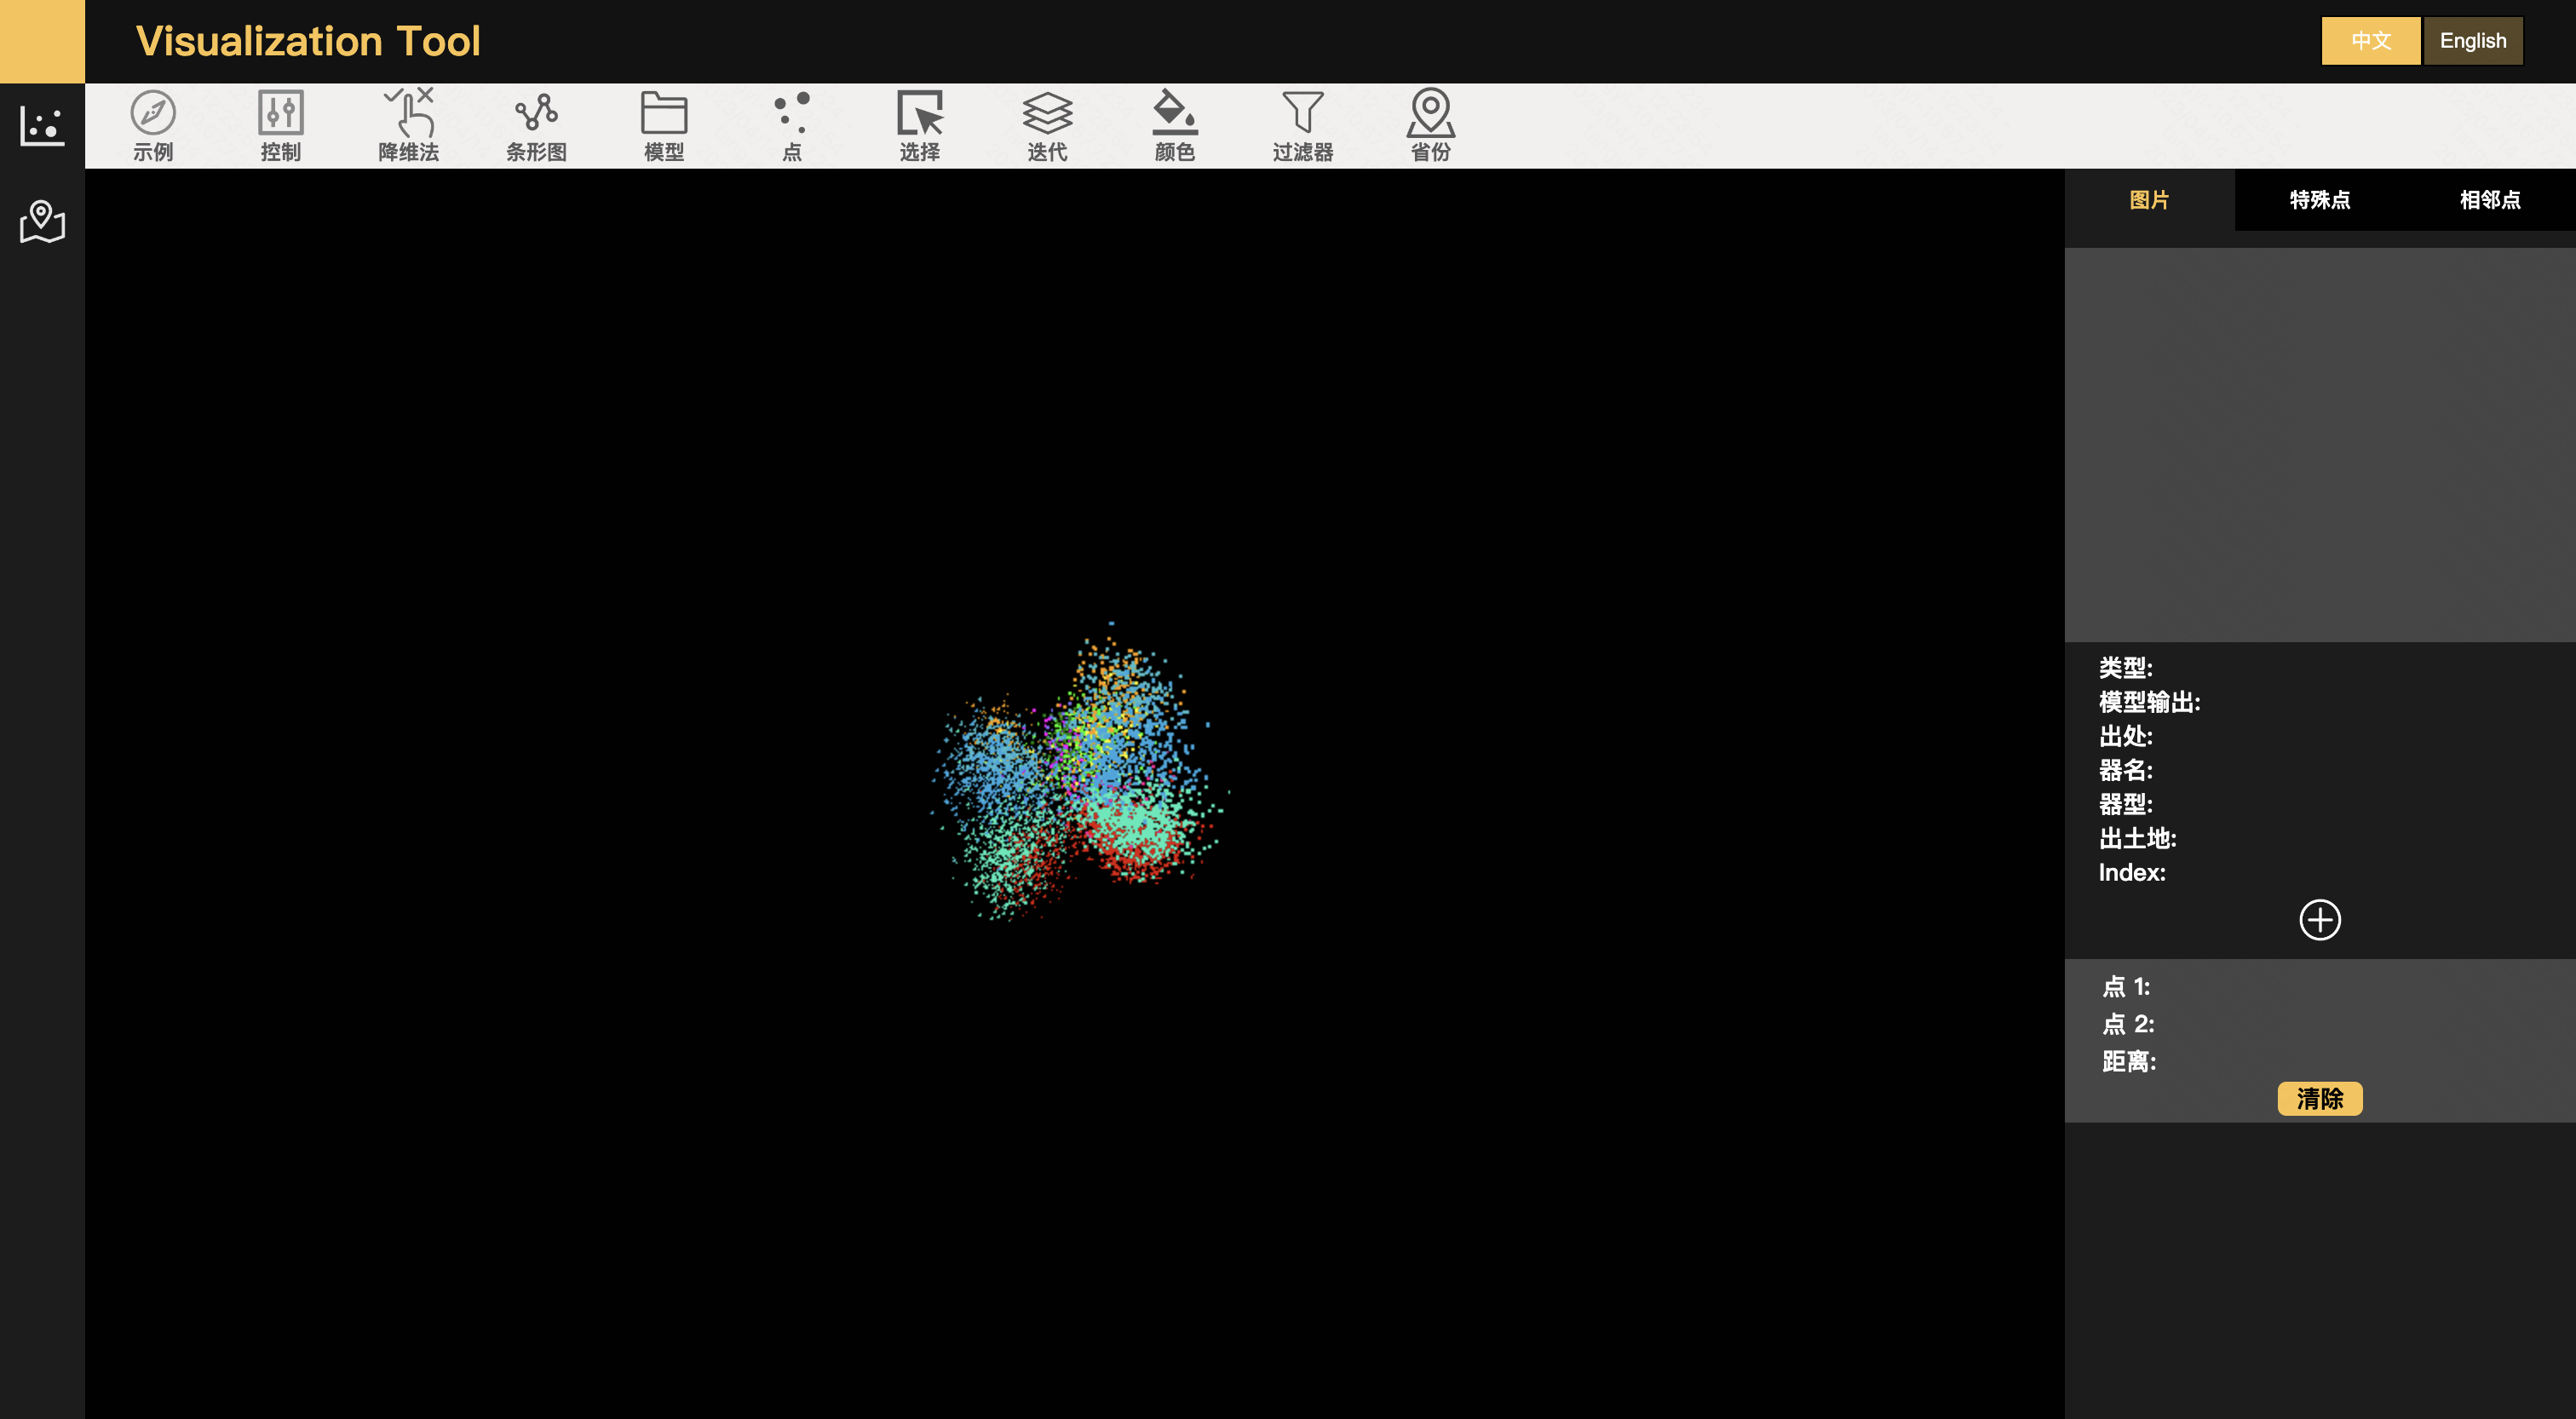 Visualization Tool
中文 English
示例 控制 降维法 条形图 模型 点 选择 迭代 颜色 过滤器 省份
图片 特殊点 相邻点
类型:
模型输出:
出处:
器名:
器型:
出土地:
Index:
点 1:
点 2:
距离:
清除